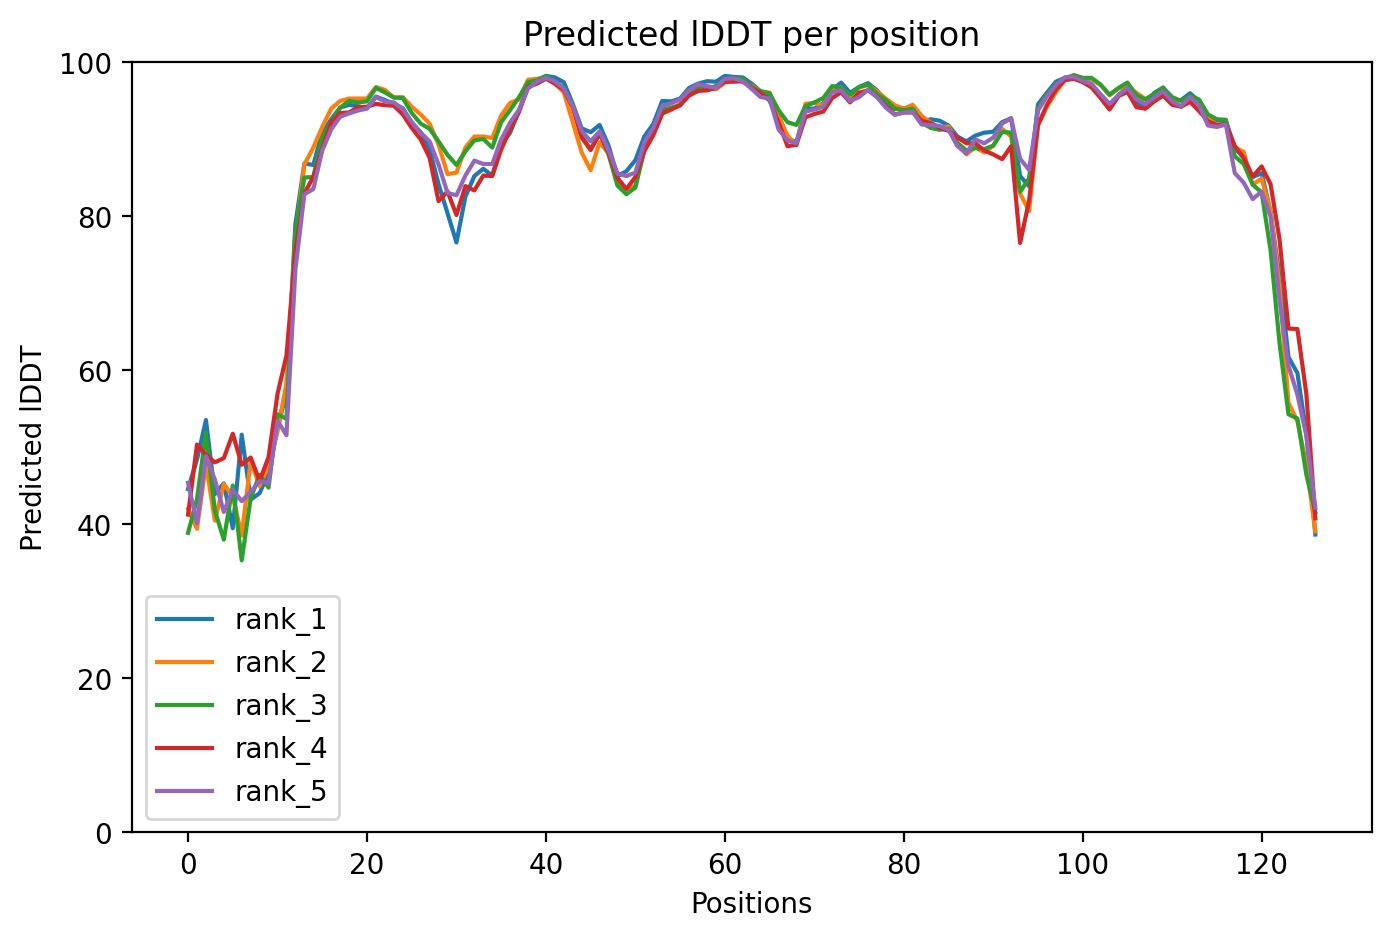 Predicted lDDT per position
100
80
60
40
20
0
Predicted lDDT
rank_1
rank_2
rank_3
rank_4
rank_5
0 20 40 60 80 100 120
Positions